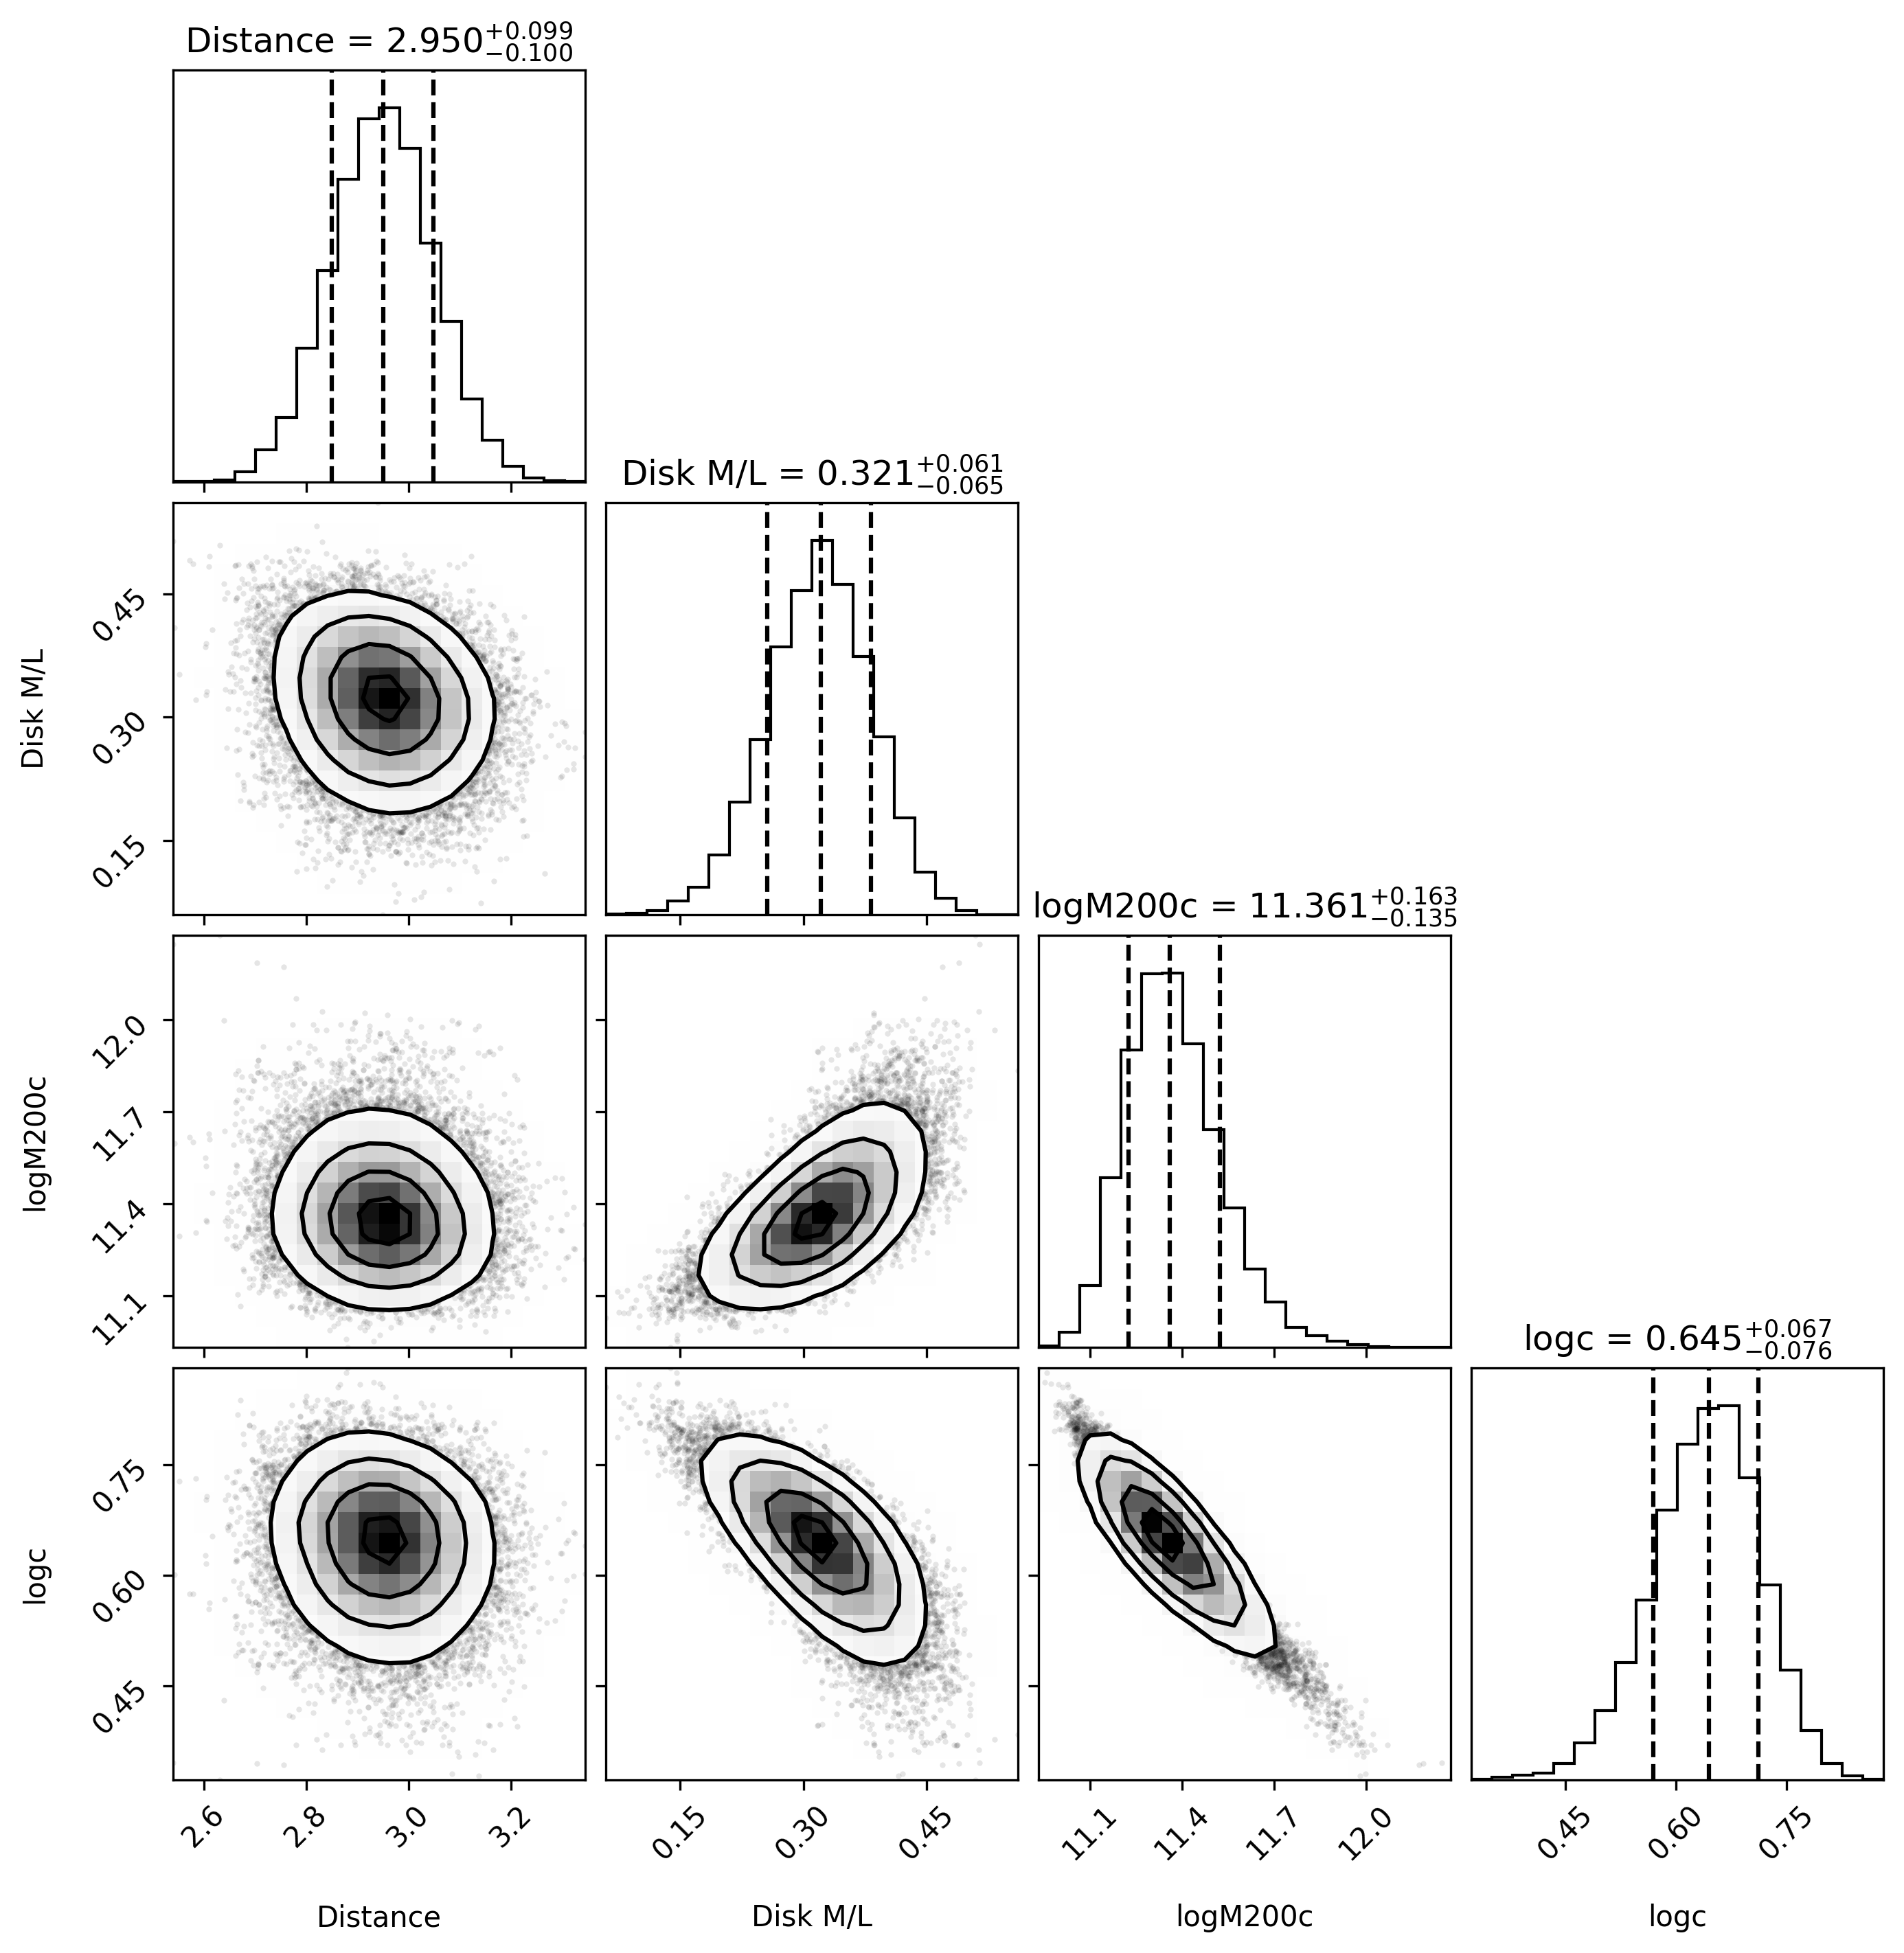 Distance = 2.950+0.099−0.100
Disk M/L = 0.321+0.061−0.065
0.45
0.30
0.15
Disk M/L
logM200c = 11.361+0.163−0.135
12.0
11.7
11.4
11.1
logM200c
logc = 0.645+0.067−0.076
0.75
0.60
0.45
logc
2.6 2.8 3.0 3.2
0.15 0.30 0.45
11.1 11.4 11.7 12.0
0.45 0.60 0.75
Distance
Disk M/L
logM200c
logc